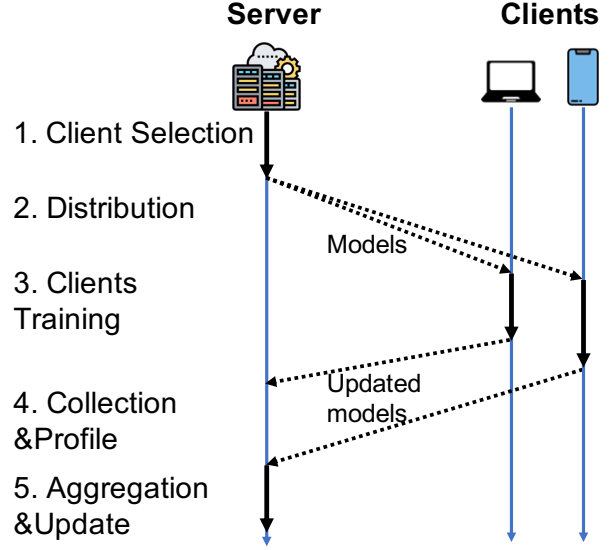 Server
Clients
1. Client Selection
2. Distribution
Models
3. Clients
Training
Updated
models
4. Collection
&Profile
5. Aggregation
&Update